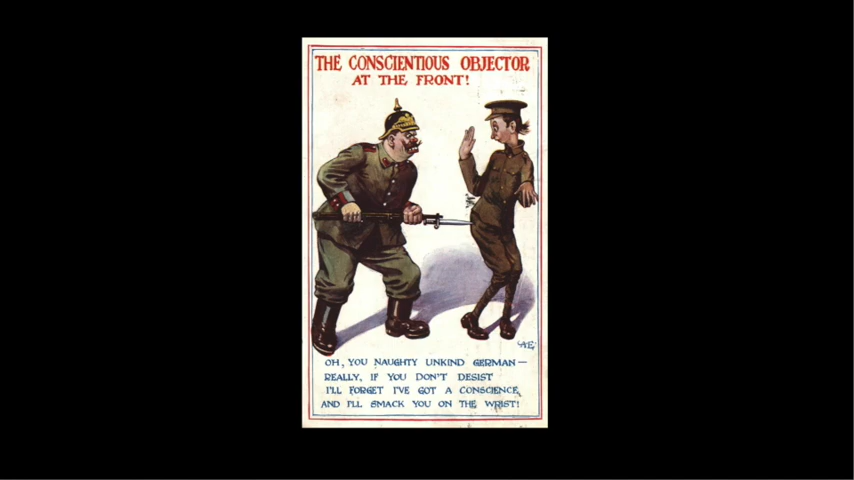 THE CONSCIENTIOUS OBJECTOR
AT THE FRONT!
OH, YOU NAUGHTY UNKIND GERMAN—
REALLY, IF YOU DON'T DESIST
I'LL FORGET I'VE GOT A CONSCIENCE,
AND I'LL SMACK YOU ON THE WRIST!